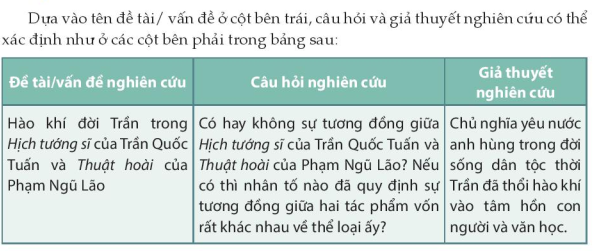 Dựa vào tên đề tài/ vấn đề ở cột bên trái, câu hỏi và giả thuyết nghiên cứu có thể
xác định như ở các cột bên phải trong bảng sau:
Đề tài/vấn đề nghiên cứu
Câu hỏi nghiên cứu
Giả thuyết
nghiên cứu
Hào khí đời Trần trong
Hịch tướng sĩ của Trần Quốc
Tuấn và Thuật hoài của
Phạm Ngũ Lão
Có hay không sự tương đồng giữa
Hịch tướng sĩ của Trần Quốc Tuấn và
Thuật hoài của Phạm Ngũ Lão? Nếu
có thì nhân tố nào đã quy định sự
tương đồng giữa hai tác phẩm vốn
rất khác nhau về thể loại ấy?
Chủ nghĩa yêu nước
anh hùng trong đời
sống dân tộc thời
Trần đã thổi hào khí
vào tâm hồn con
người và văn học.